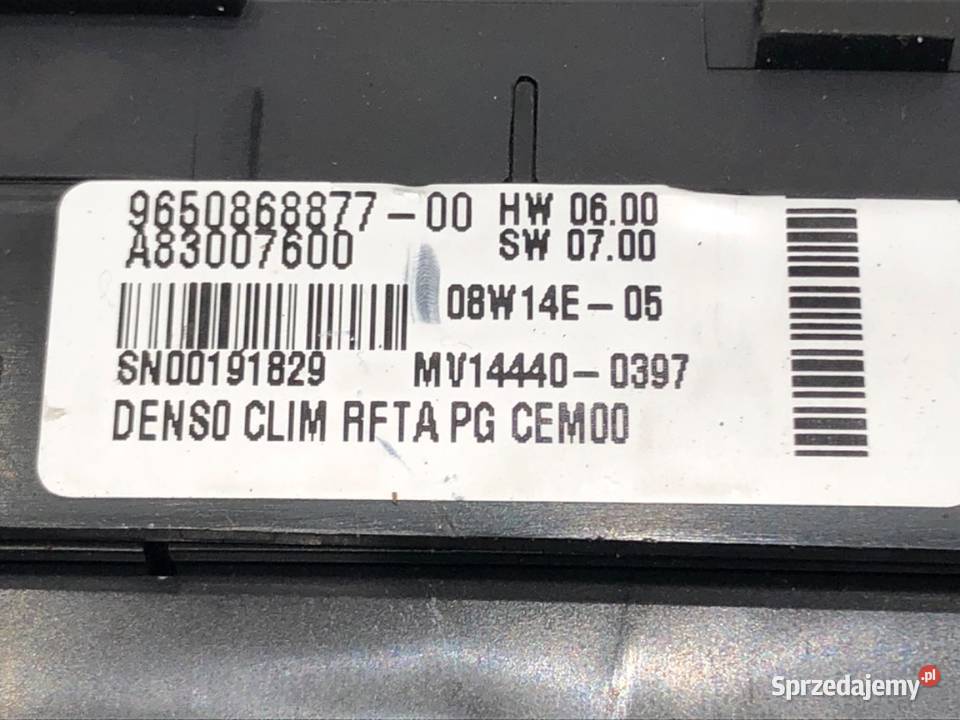 9650868877-00 HW 06.00
A83007600 SW 07.00
08W14E-05
SN00191829 MV14440-0397
DENSO CLIM RFTA PG CEM00
Sprzedajemy.pl